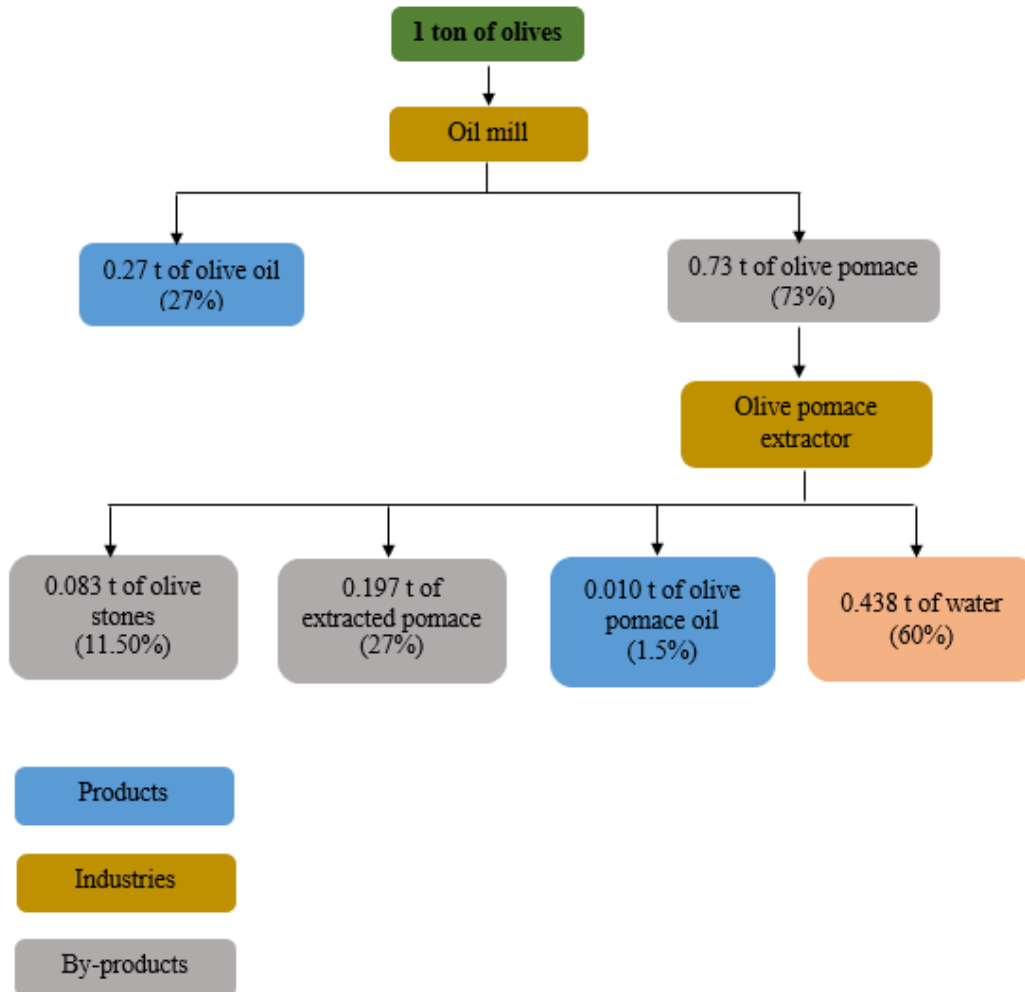 1 ton of olives
Oil mill
0.27 t of olive oil
(27%)
0.73 t of olive pomace
(73%)
Olive pomace
extractor
0.083 t of olive
stones
(11.50%)
0.197 t of
extracted pomace
(27%)
0.010 t of olive
pomace oil
(1.5%)
0.438 t of water
(60%)
Products
Industries
By-products